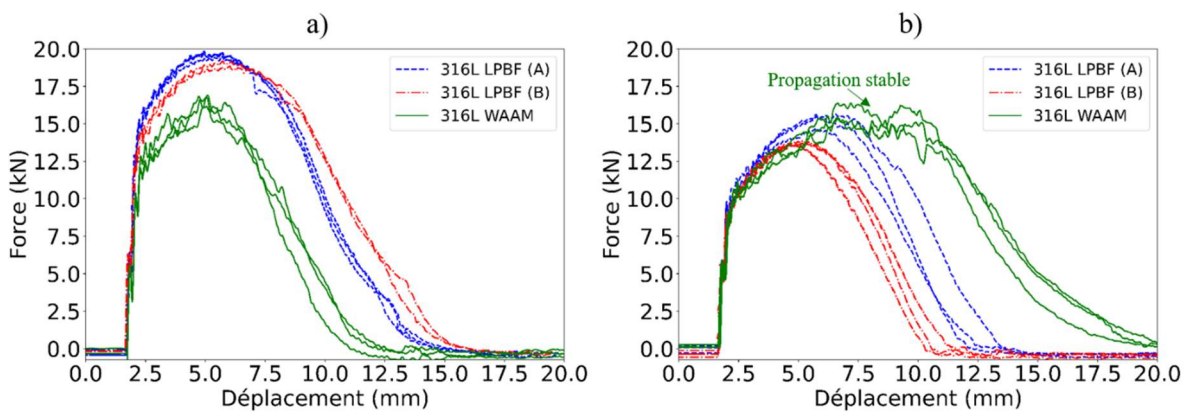 a)
20.0
17.5
15.0
12.5
10.0
7.5
5.0
2.5
0.0
Force (kN)
316L LPBF (A)
316L LPBF (B)
316L WAAM
0.0 2.5 5.0 7.5 10.0 12.5 15.0 17.5 20.0
Déplacement (mm)
b)
20.0
17.5
15.0
12.5
10.0
7.5
5.0
2.5
0.0
Force (kN)
Propagation stable
316L LPBF (A)
316L LPBF (B)
316L WAAM
0.0 2.5 5.0 7.5 10.0 12.5 15.0 17.5 20.0
Déplacement (mm)